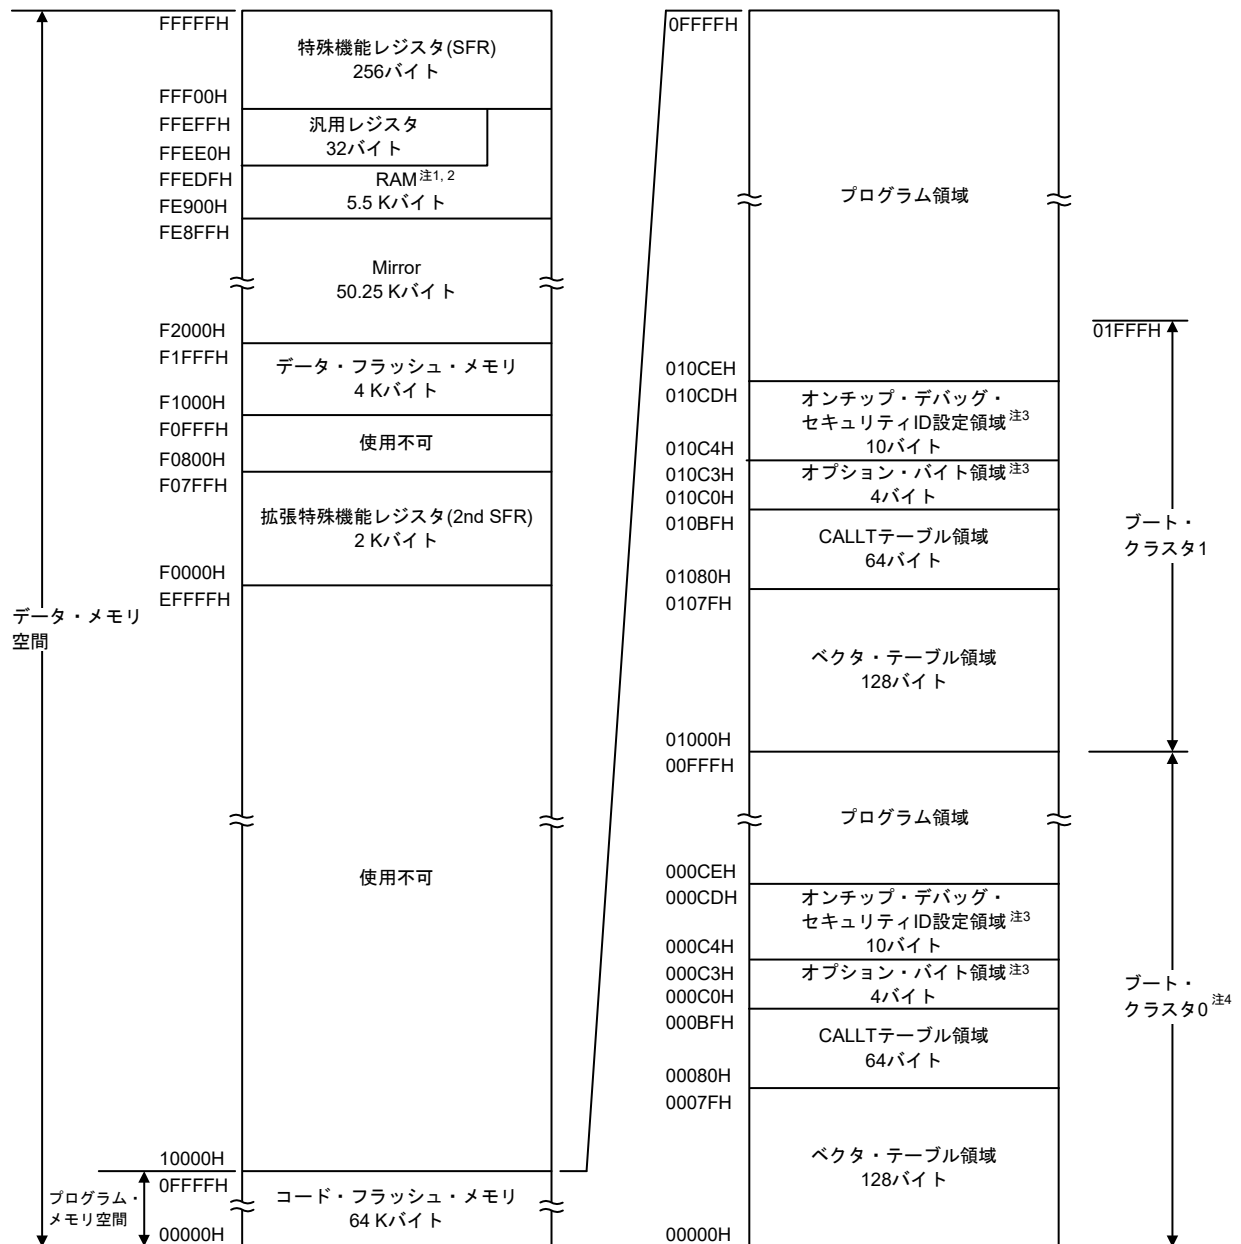 FFFFFH
特殊機能レジスタ(SFR)
256バイト
FFF00H
FFEFFH
汎用レジスタ
32バイト
FFEE0H
FFEDFH
RAM注1, 2
5.5 Kバイト
FE900H
FE8FFH
Mirror
50.25 Kバイト
F2000H
F1FFFH
データ・フラッシュ・メモリ
4 Kバイト
F1000H
F0FFFH
使用不可
F0800H
F07FFH
拡張特殊機能レジスタ(2nd SFR)
2 Kバイト
F0000H
EFFFFH
データ・メモリ
空間
使用不可
10000H
0FFFFH
プログラム・
メモリ空間
コード・フラッシュ・メモリ
64 Kバイト
00000H
0FFFFH
プログラム領域
01FFFH
010CEH
010CDH
オンチップ・デバッグ・
セキュリティID設定領域注3
10バイト
010C4H
010C3H
オプション・バイト領域注3
4バイト
010C0H
010BFH
CALLTテーブル領域
64バイト
01080H
0107FH
ブート・
クラスタ1
ベクタ・テーブル領域
128バイト
01000H
00FFFH
プログラム領域
000CEH
000CDH
オンチップ・デバッグ・
セキュリティID設定領域注3
10バイト
000C4H
000C3H
オプション・バイト領域注3
4バイト
000C0H
000BFH
ブート・
クラスタ0注4
CALLTテーブル領域
64バイト
00080H
0007FH
ベクタ・テーブル領域
128バイト
00000H